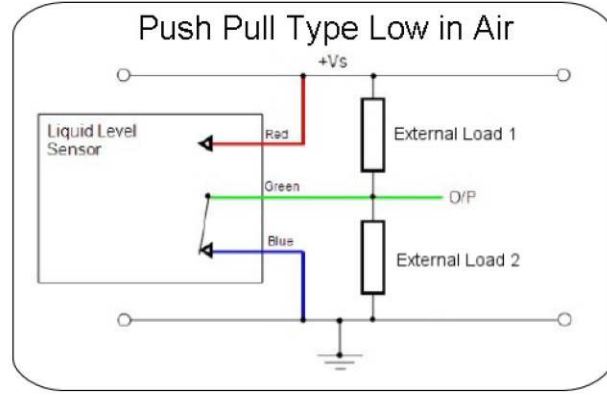 Push Pull Type Low in Air
+Vs
Liquid Level
Sensor
Red
External Load 1
Green
O/P
Blue
External Load 2